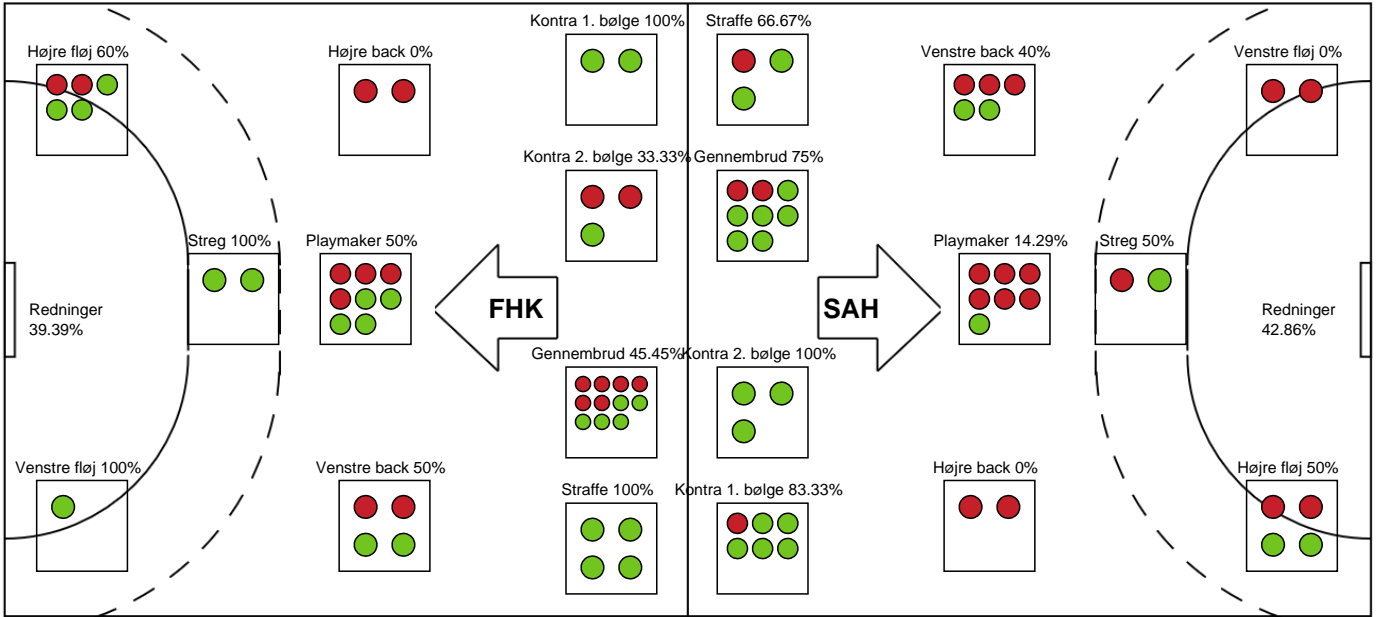 Kontra 1. bølge 100%
Straffe 66.67%
Højre fløj 60%
Højre back 0%
Venstre back 40%
Venstre fløj 0%
Kontra 2. bølge 33.33%
Gennembrud 75%
Streg 100%
Playmaker 50%
Playmaker 14.29%
Streg 50%
FHK
SAH
Redninger
39.39%
Redninger
42.86%
Gennembrud 45.45%
Kontra 2. bølge 100%
Venstre fløj 100%
Venstre back 50%
Straffe 100%
Kontra 1. bølge 83.33%
Højre back 0%
Højre fløj 50%